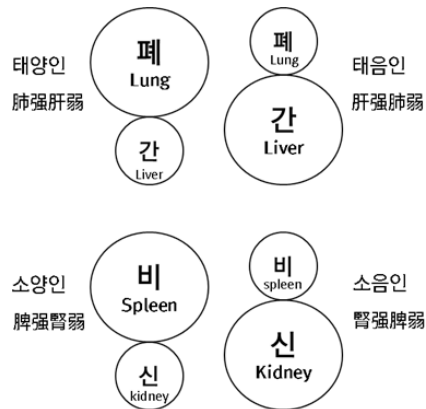 태양인
肺强肝弱
폐
Lung
간
Liver
폐
Lung
간
Liver
태음인
肝强肺弱
소양인
脾强腎弱
비
Spleen
신
kidney
비
spleen
신
Kidney
소음인
腎强脾弱